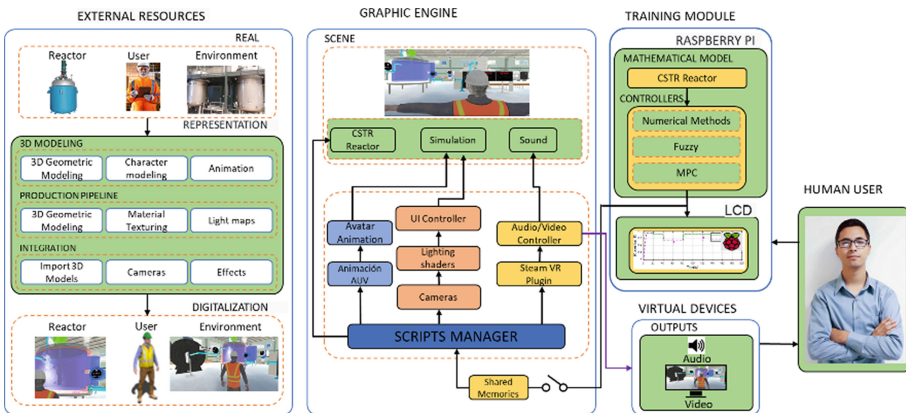 EXTERNAL RESOURCES
REAL
Reactor
User
Environment
REPRESENTATION
3D MODELING
3D Geometric
Modeling
Character
modeling
Animation
PRODUCTION PIPELINE
3D Geometric
Modeling
Material
Texturing
Light maps
INTEGRATION
Import 3D
Models
Cameras
Effects
DIGITALIZATION
Reactor
User
Environment
GRAPHIC ENGINE
SCENE
CSTR
Reactor
Simulation
Sound
Avatar
Animation
UI Controller
Audio/Video
Controller
Animación
AUV
Lighting
shaders
Steam VR
Plugin
Cameras
SCRIPTS MANAGER
Shared
Memories
TRAINING MODULE
RASPBERRY PI
MATHEMATICAL MODEL
CSTR Reactor
CONTROLLERS
Numerical Methods
Fuzzy
MPC
LCD
VIRTUAL DEVICES
OUTPUTS
Audio
Video
HUMAN USER